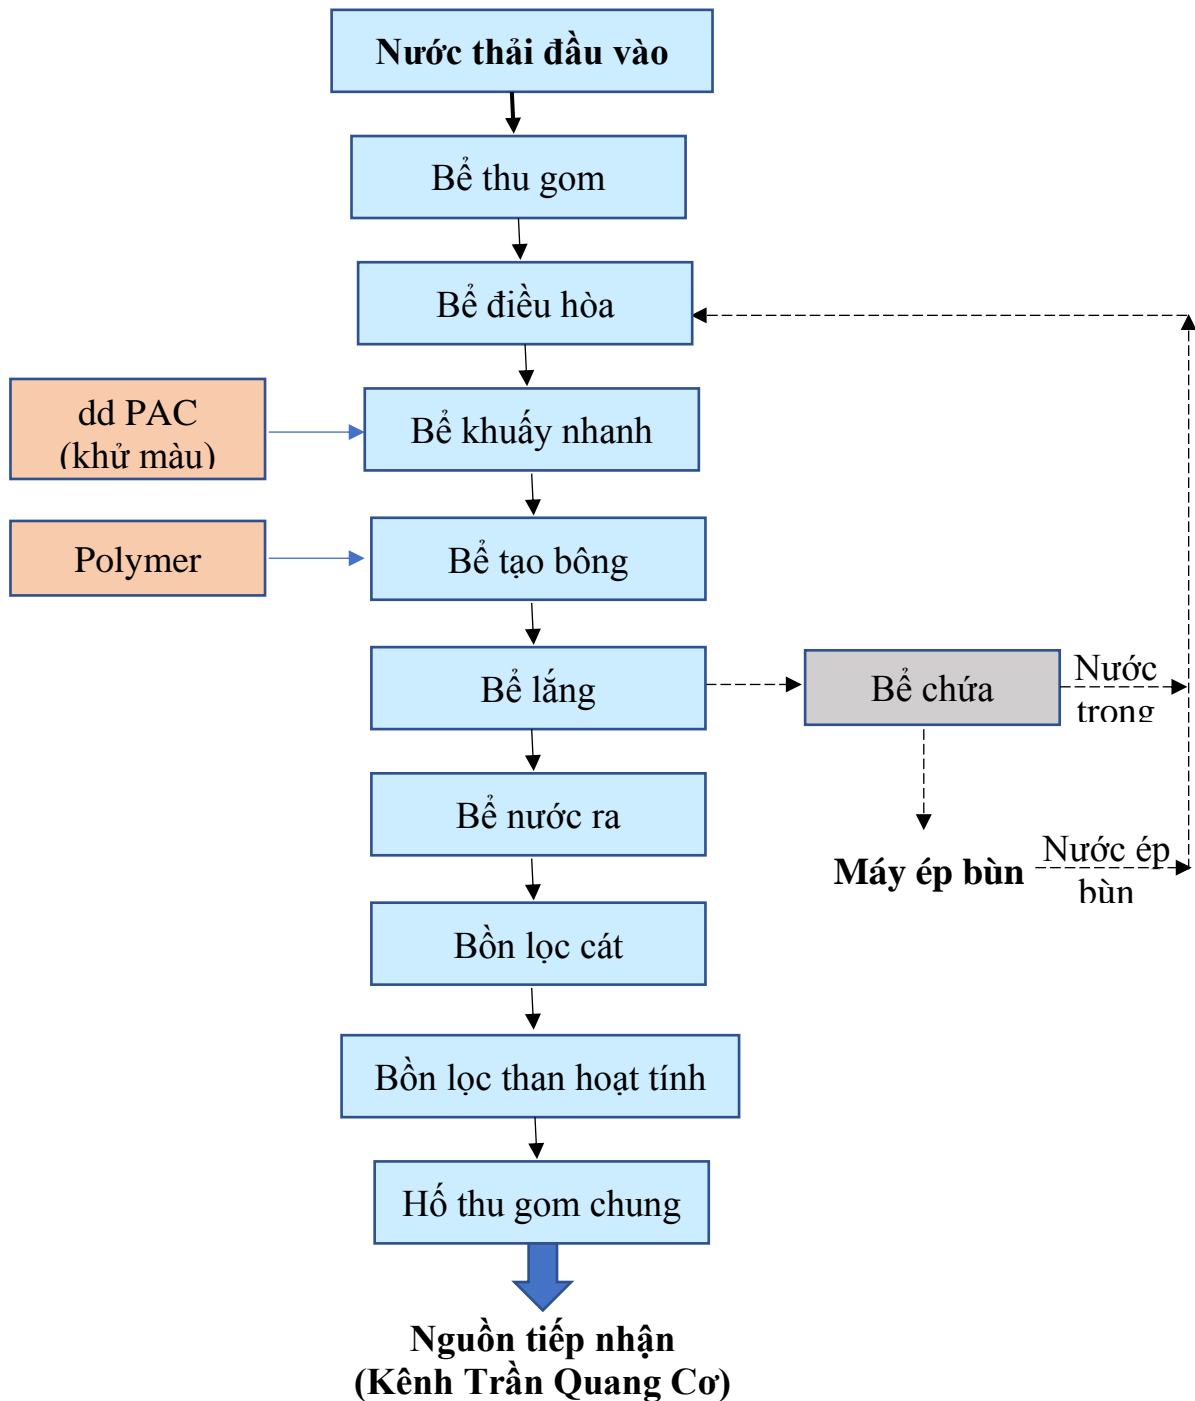 Nước thải đầu vào
Bể thu gom
Bể điều hòa
dd PAC
(khử màu)
Bể khuấy nhanh
Polymer
Bể tạo bông
Bể lắng
Bể chứa
Nước
trong
Bể nước ra
Máy ép bùn
Nước ép
bùn
Bồn lọc cát
Bồn lọc than hoạt tính
Hố thu gom chung
Nguồn tiếp nhận
(Kênh Trần Quang Cơ)